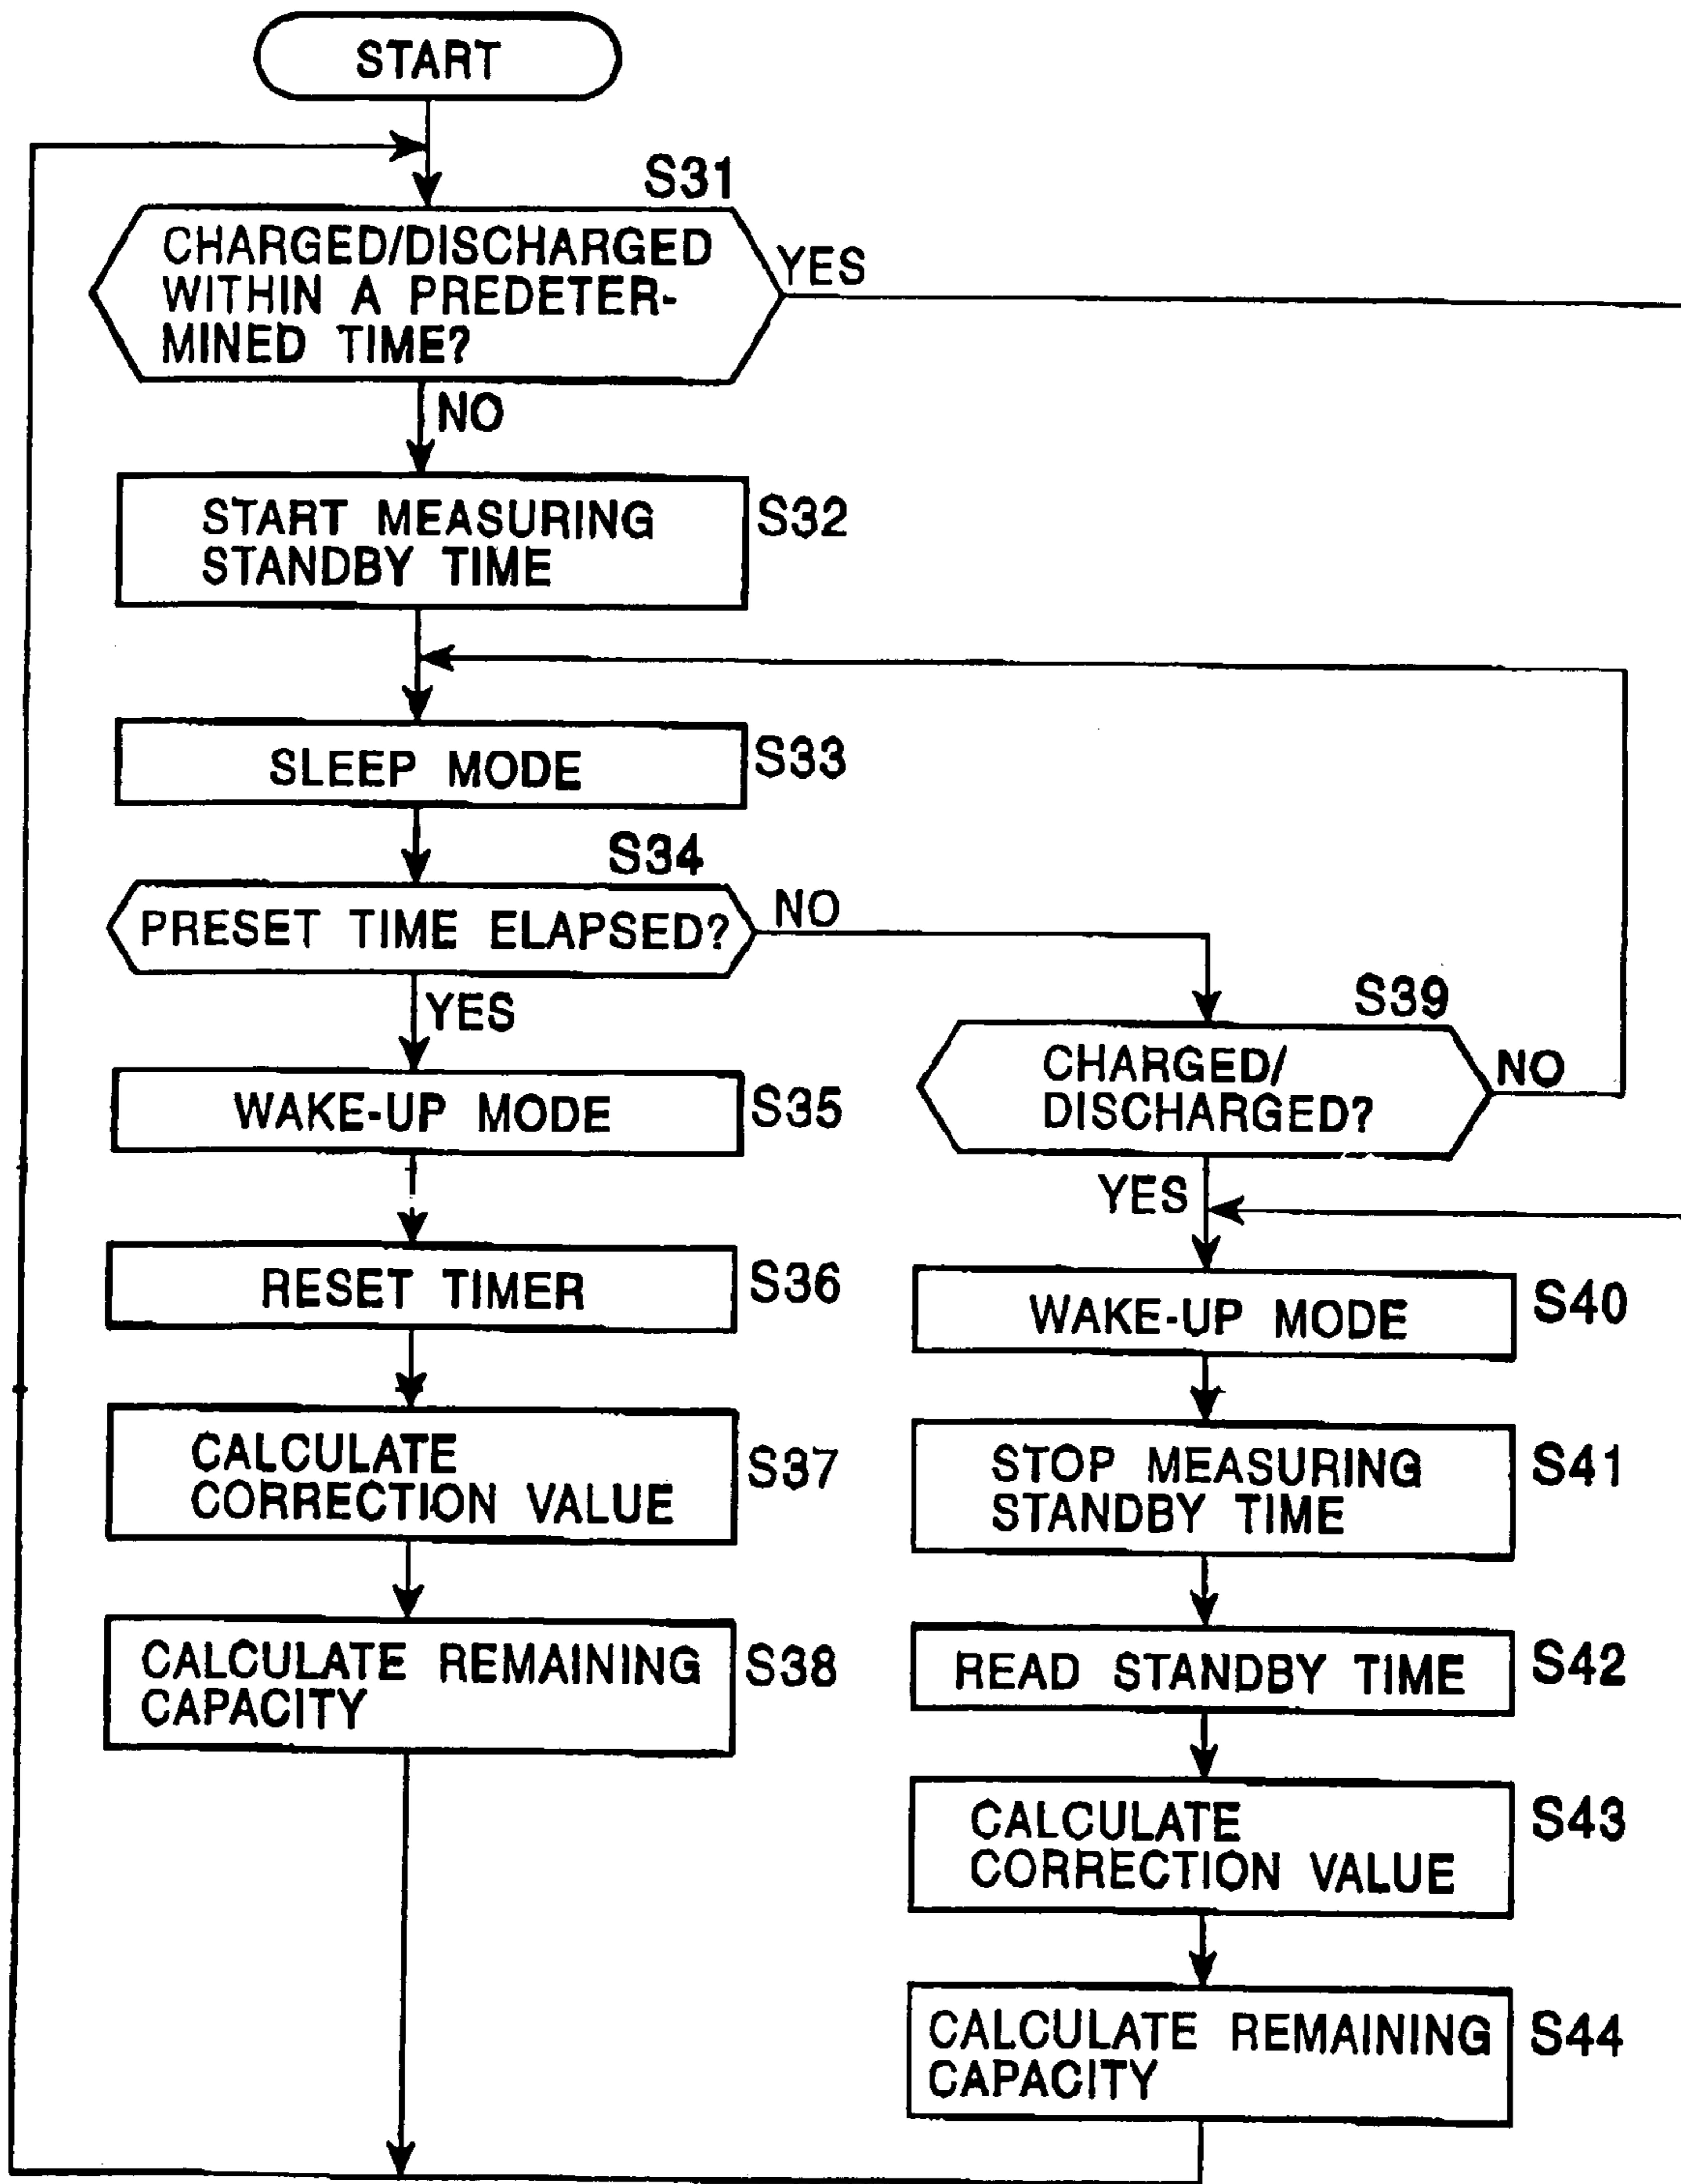 START
S31
CHARGED/DISCHARGED
WITHIN A PREDETER-
MINED TIME?
YES
NO
START MEASURING
STANDBY TIME
S32
SLEEP MODE
S33
S34
PRESET TIME ELAPSED?
NO
YES
WAKE-UP MODE
S35
RESET TIMER
S36
CALCULATE
CORRECTION VALUE
S37
CALCULATE REMAINING
CAPACITY
S38
S39
CHARGED/
DISCHARGED?
NO
YES
WAKE-UP MODE
S40
STOP MEASURING
STANDBY TIME
S41
READ STANDBY TIME
S42
CALCULATE
CORRECTION VALUE
S43
CALCULATE REMAINING
CAPACITY
S44